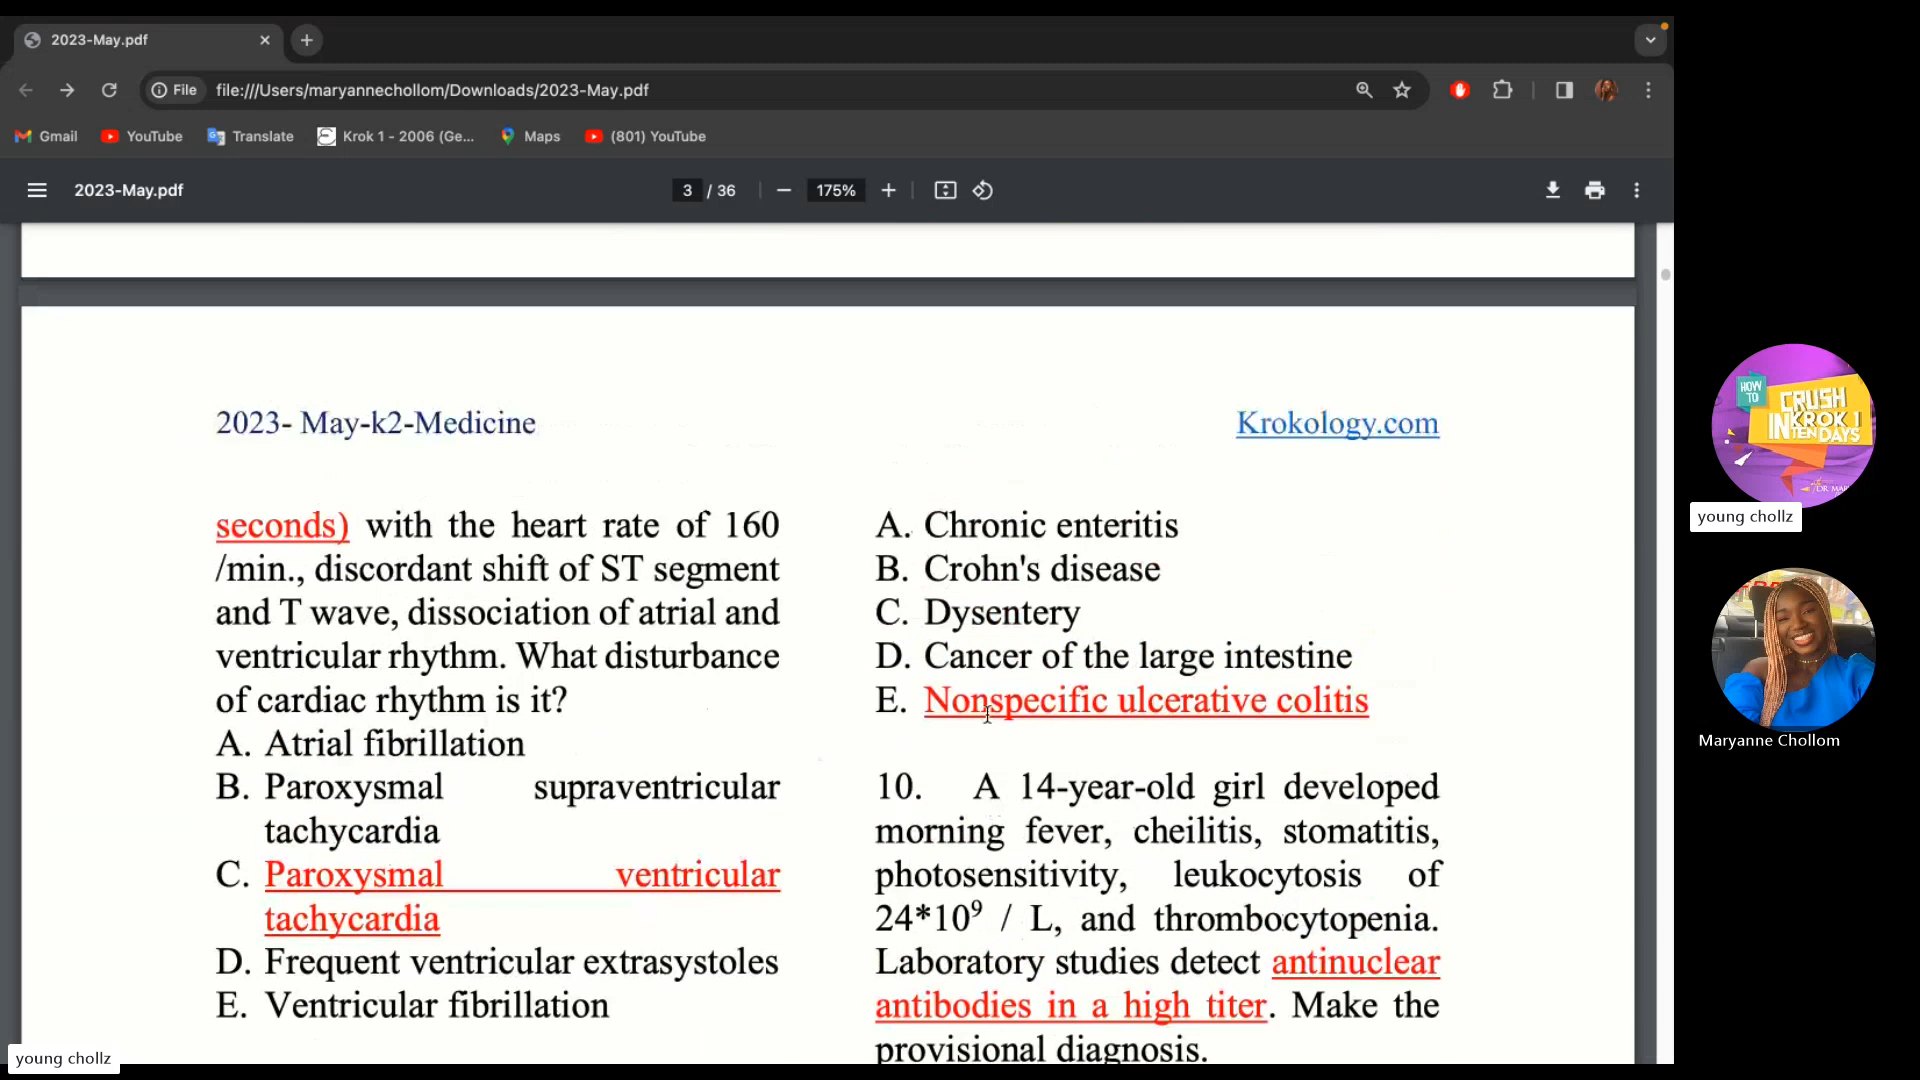 2023-May.pdf
File
file:///Users/maryannechollom/Downloads/2023-May.pdf
Gmail
YouTube
Translate
Krok 1 - 2006 (Ge...
Maps
(801) YouTube
2023-May.pdf
3 / 36
175%
2023- May-k2-Medicine
Krokology.com
seconds) with the heart rate of 160
/min., discordant shift of ST segment
and T wave, dissociation of atrial and
ventricular rhythm. What disturbance
of cardiac rhythm is it?
A. Atrial fibrillation
B. Paroxysmal supraventricular
tachycardia
C. Paroxysmal ventricular
tachycardia
D. Frequent ventricular extrasystoles
E. Ventricular fibrillation
A. Chronic enteritis
B. Crohn's disease
C. Dysentery
D. Cancer of the large intestine
E. Nonspecific ulcerative colitis
10. A 14-year-old girl developed
morning fever, cheilitis, stomatitis,
photosensitivity, leukocytosis of
24*10⁹ / L, and thrombocytopenia.
Laboratory studies detect antinuclear
antibodies in a high titer. Make the
provisional diagnosis.
HOW
TO
CRUSH
KROK 1
IN TEN DAYS
young chollz
Maryanne Chollom
young chollz